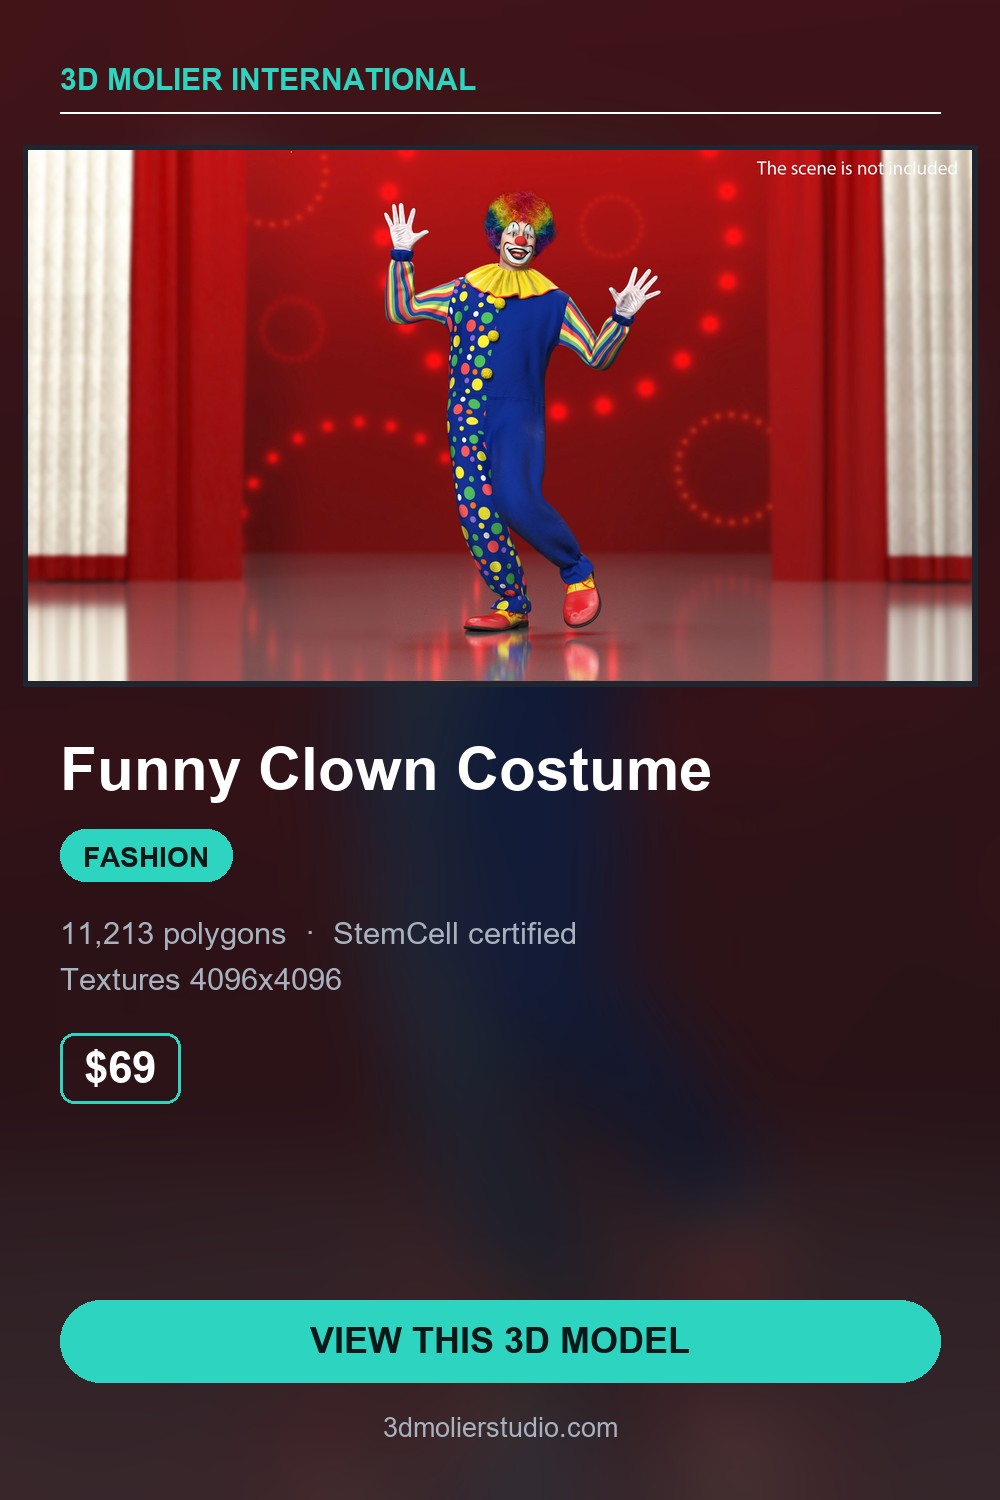 3D MOLIER INTERNATIONAL
The scene is not included
Funny Clown Costume
FASHION
11,213 polygons · StemCell certified
Textures 4096x4096
$69
VIEW THIS 3D MODEL
3dmolierstudio.com